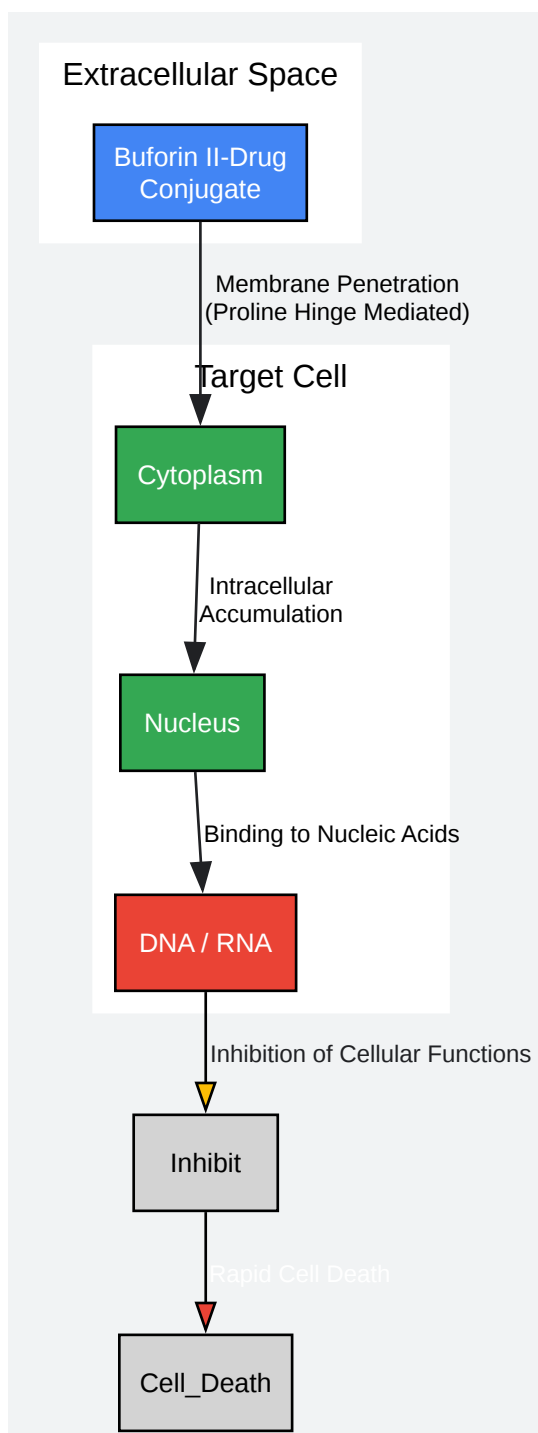 Extracellular Space
Buforin II-Drug
Conjugate
Membrane Penetration
(Proline Hinge Mediated)
Target Cell
Cytoplasm
Intracellular
Accumulation
Nucleus
Binding to Nucleic Acids
DNA / RNA
Inhibition of Cellular Functions
Inhibit
Rapid Cell Death
Cell_Death